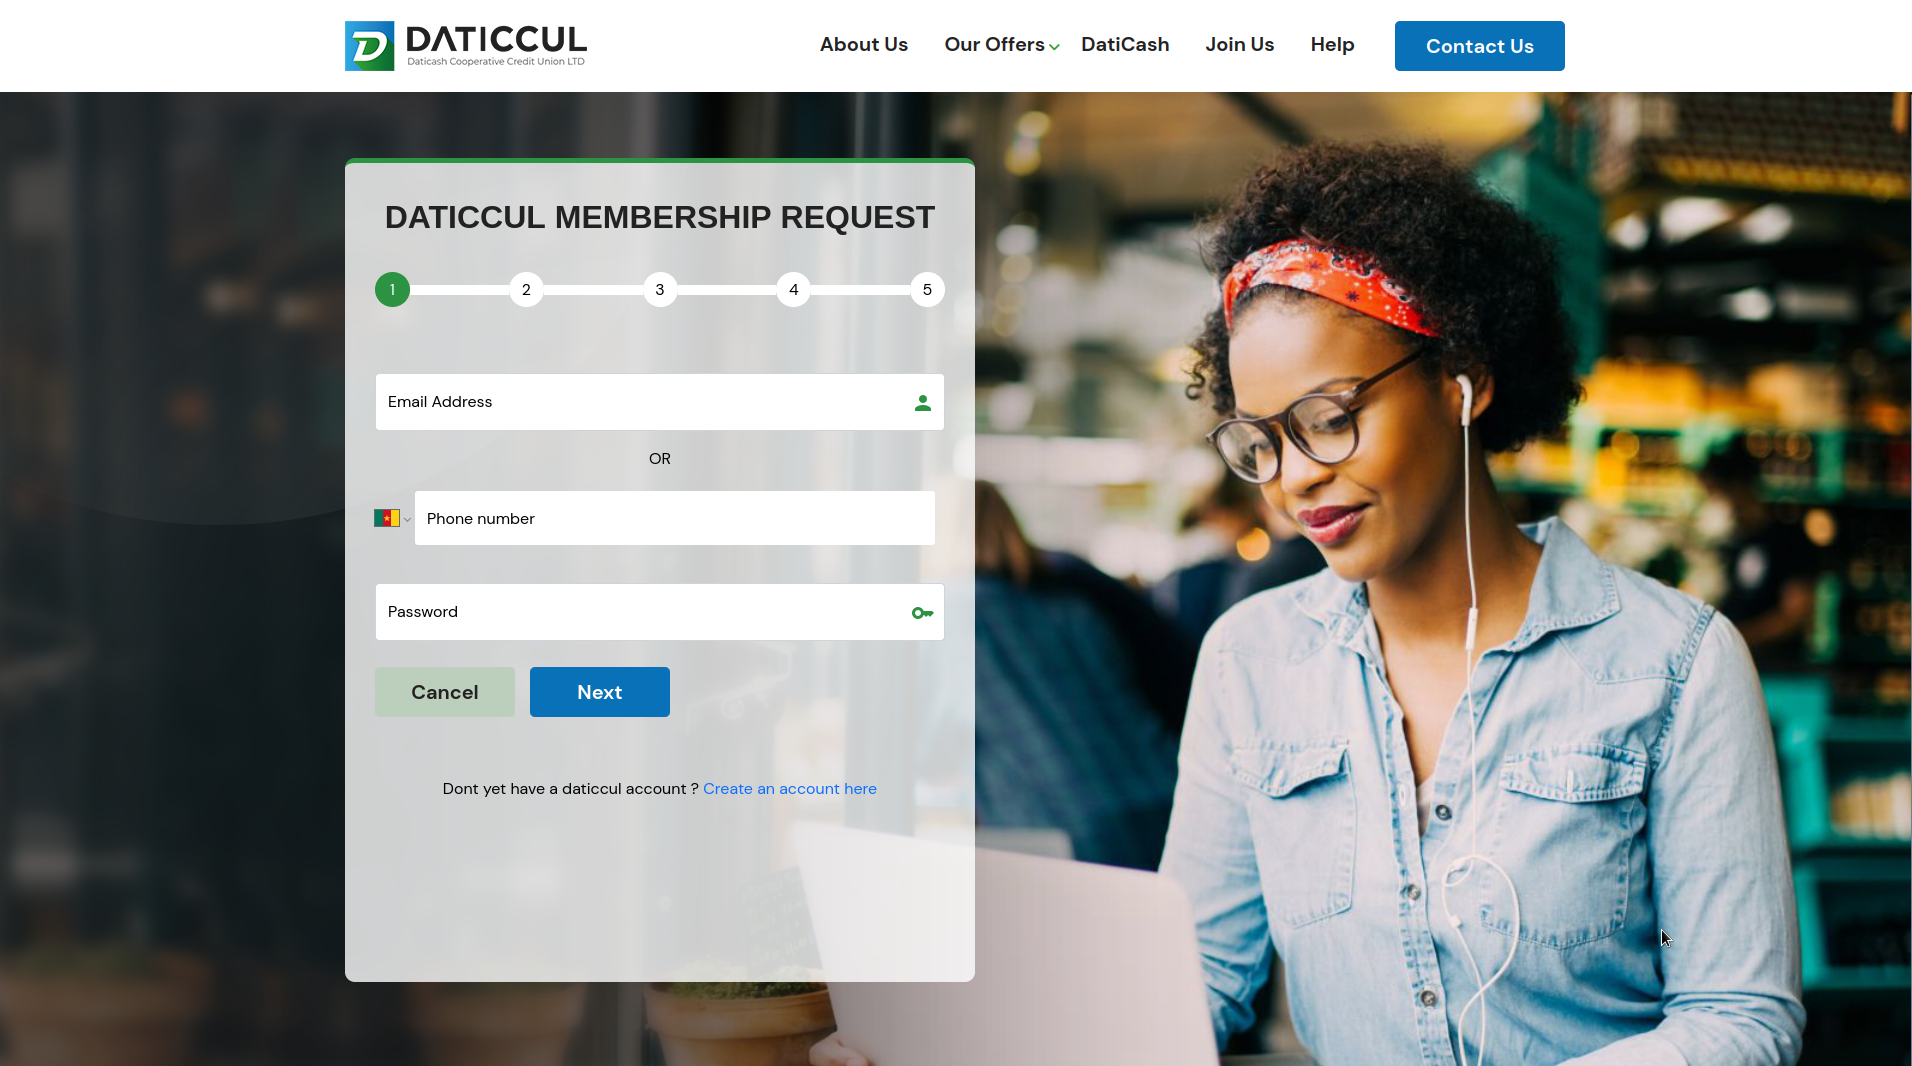 DATICCUL
Daticash Cooperative Credit Union LTD
About Us
Our Offers
DatiCash
Join Us
Help
Contact Us
DATICCUL MEMBERSHIP REQUEST
1 2 3 4 5
Email Address
OR
Phone number
Password
Cancel
Next
Dont yet have a daticcul account ? Create an account here